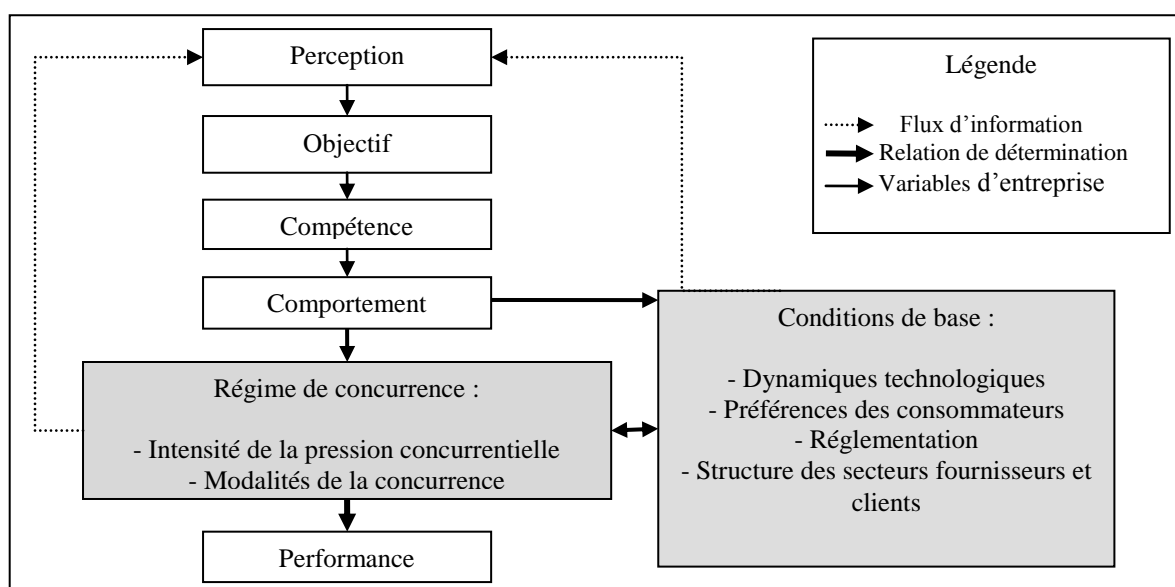 Perception
Objectif
Compétence
Comportement
Régime de concurrence :
- Intensité de la pression concurrentielle
- Modalités de la concurrence
Performance
Légende
Flux d’information
Relation de détermination
Variables d’entreprise
Conditions de base :
- Dynamiques technologiques
- Préférences des consommateurs
- Réglementation
- Structure des secteurs fournisseurs et
clients